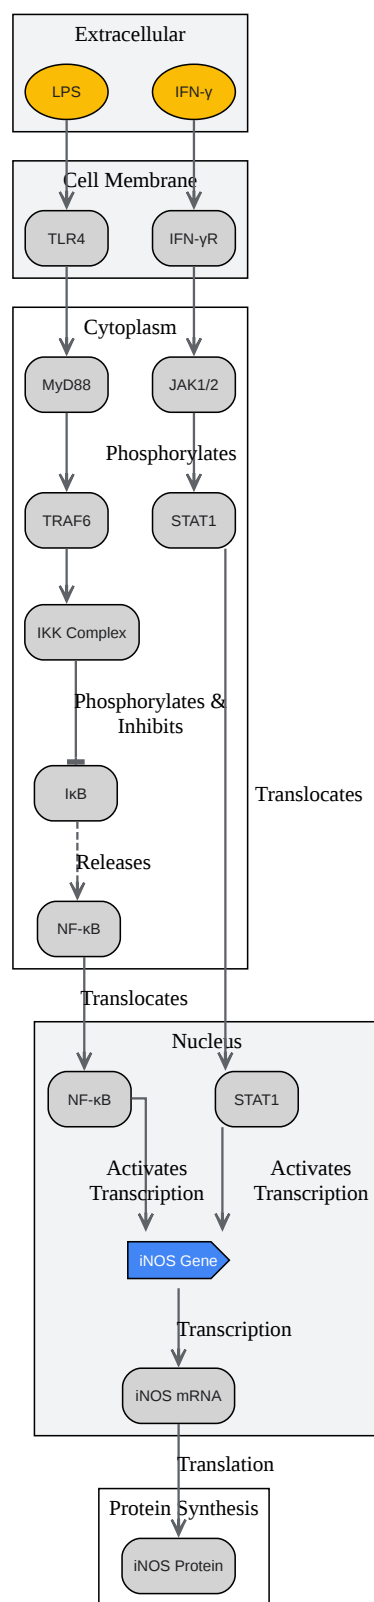 Extracellular
LPS
IFN-γ
Cell Membrane
TLR4
IFN-γR
Cytoplasm
MyD88
JAK1/2
Phosphorylates
TRAF6
STAT1
IKK Complex
Phosphorylates &
Inhibits
IκB
Translocates
Releases
NF-κB
Translocates
Nucleus
NF-κB
STAT1
Activates
Transcription
Activates
Transcription
iNOS Gene
Transcription
iNOS mRNA
Translation
Protein Synthesis
iNOS Protein